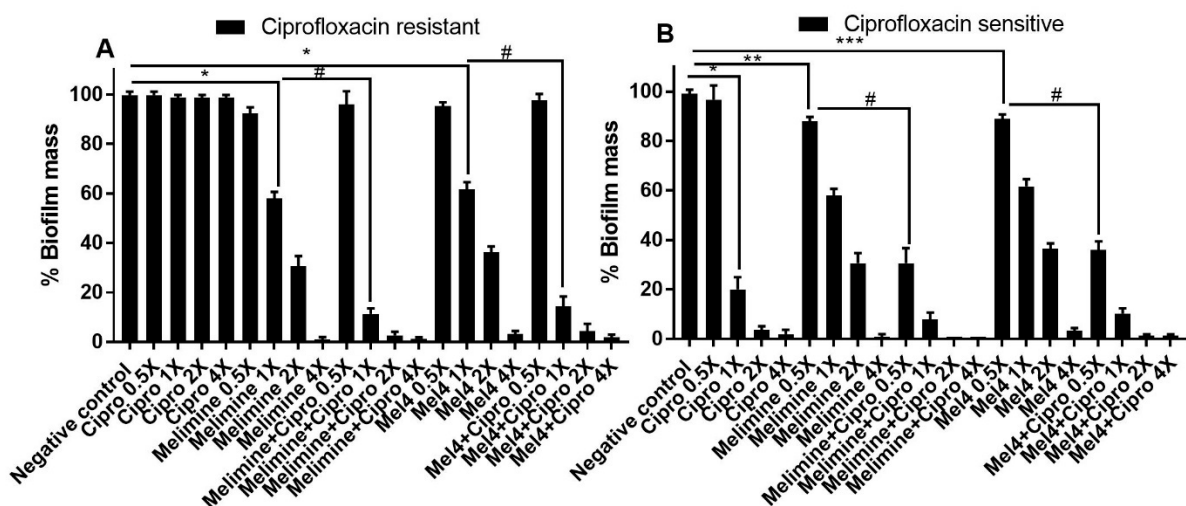 A
Ciprofloxacin resistant
*
#
*
#
% Biofilm mass
100
80
60
40
20
0
Negative control
Cipro 0.5X
Cipro 1X
Cipro 2X
Cipro 4X
Melimine 0.5X
Melimine 1X
Melimine 2X
Melimine 4X
Melimine+Cipro 0.5X
Melimine+Cipro 1X
Melimine+Cipro 2X
Melimine+Cipro 4X
Mel4 0.5X
Mel4 1X
Mel4 2X
Mel4 4X
Mel4+Cipro 0.5X
Mel4+Cipro 1X
Mel4+Cipro 2X
Mel4+Cipro 4X
B
Ciprofloxacin sensitive
***
**
*
#
#
% Biofilm mass
100
80
60
40
20
0
Negative control
Cipro 0.5X
Cipro 1X
Cipro 2X
Cipro 4X
Melimine 0.5X
Melimine 1X
Melimine 2X
Melimine 4X
Melimine+Cipro 0.5X
Melimine+Cipro 1X
Melimine+Cipro 2X
Melimine+Cipro 4X
Mel4 0.5X
Mel4 1X
Mel4 2X
Mel4 4X
Mel4+Cipro 0.5X
Mel4+Cipro 1X
Mel4+Cipro 2X
Mel4+Cipro 4X